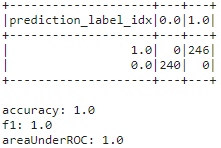 +--------------------+---+---+
|prediction_label_idx|0.0|1.0|
+--------------------+---+---+
|                 1.0|  0|246|
|                 0.0|240|  0|
+--------------------+---+---+
accuracy: 1.0
f1: 1.0
areaUnderROC: 1.0